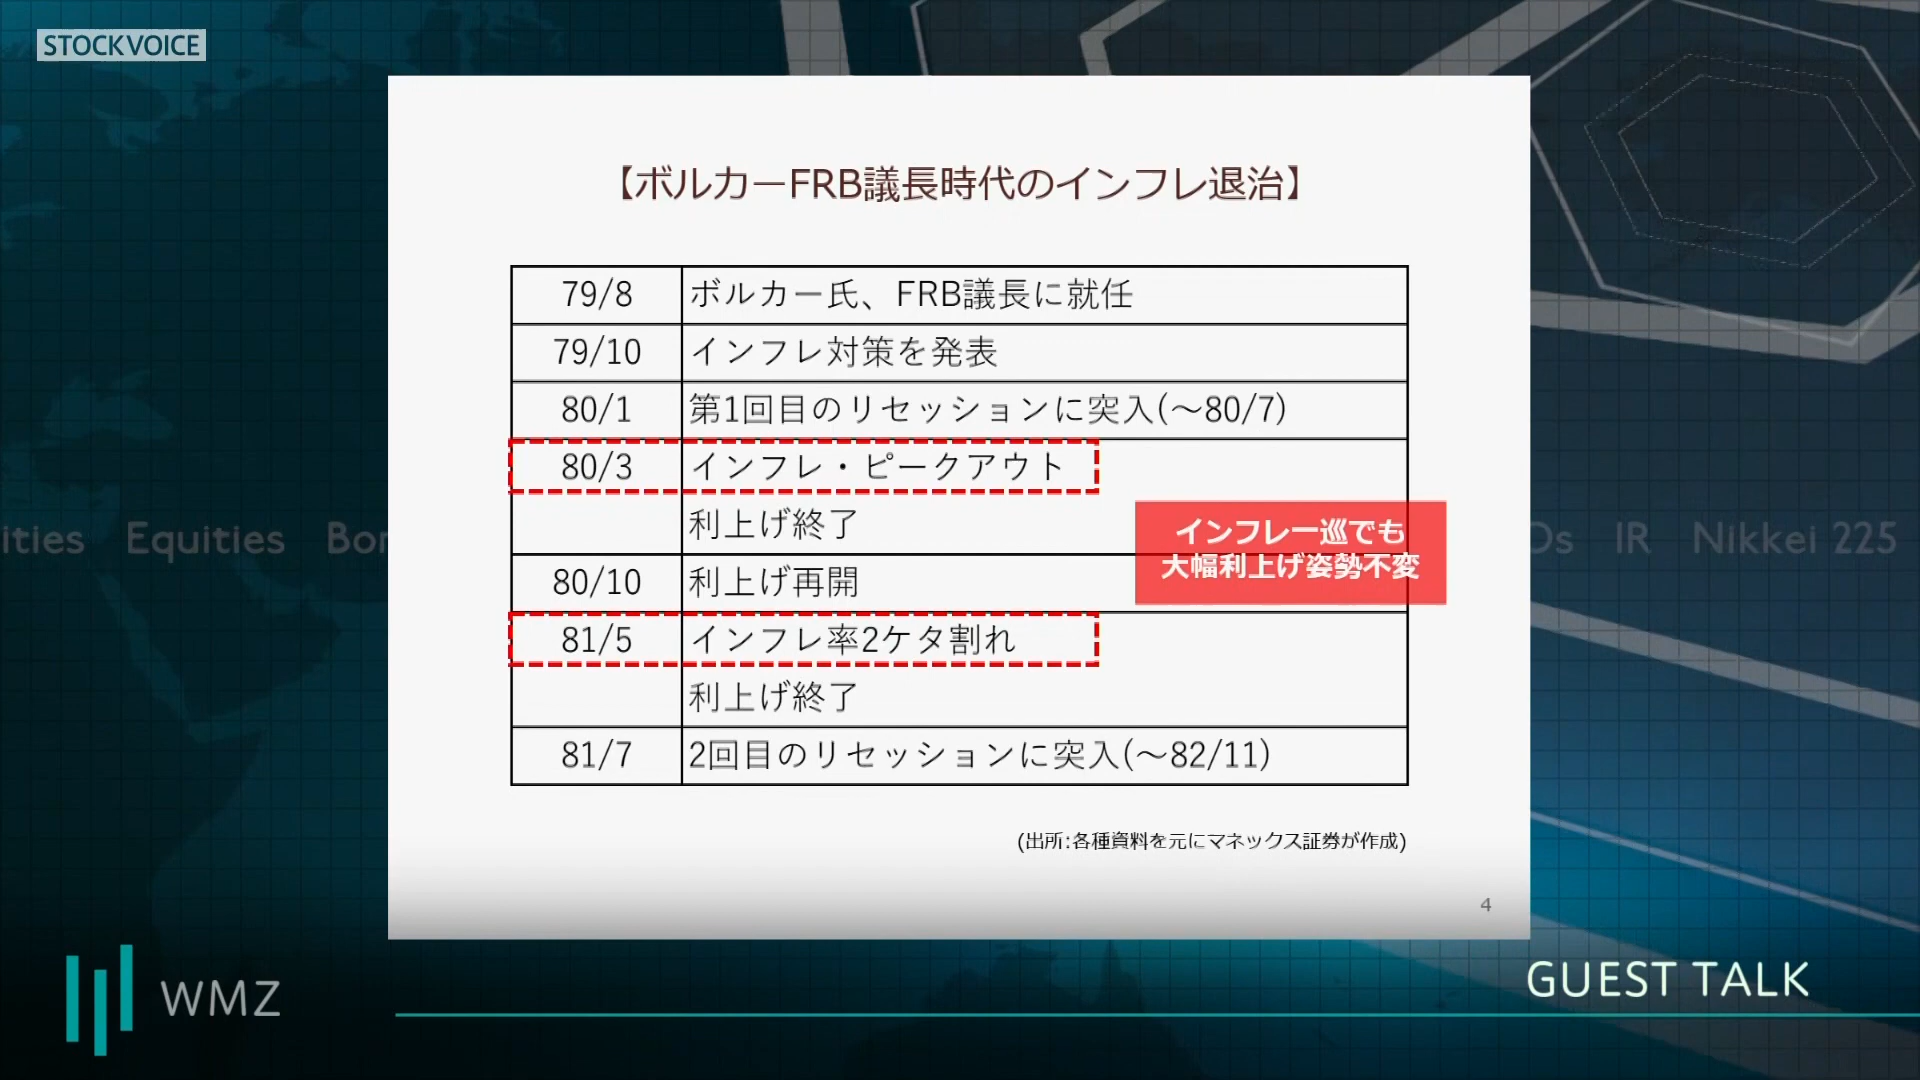 STOCKVOICE
【ボルカーFRB議長時代のインフレ退治】
79/8 ボルカー氏、FRB議長に就任
79/10 インフレ対策を発表
80/1 第1回目のリセッションに突入(～80/7)
80/3 インフレ・ピークアウト
利上げ終了
インフレ一巡でも
大幅利上げ姿勢不変
80/10 利上げ再開
81/5 インフレ率2ケタ割れ
利上げ終了
81/7 2回目のリセッションに突入(～82/11)
(出所:各種資料を元にマネックス証券が作成)
4
ities Equities Bon
Os IR Nikkei 225
WMZ
GUEST TALK